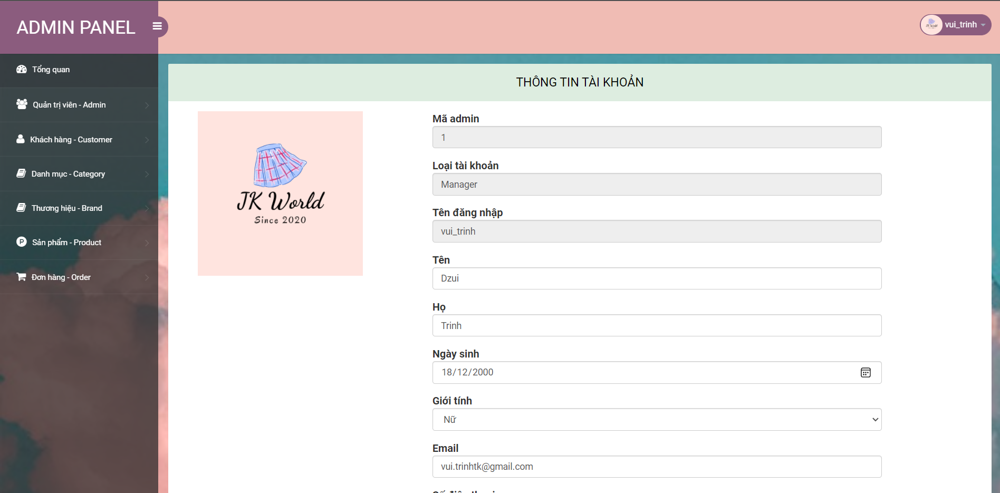 ADMIN PANEL
vui_trinh
Tổng quan
Quản trị viên - Admin
Khách hàng - Customer
Danh mục - Category
Thương hiệu - Brand
Sản phẩm - Product
Đơn hàng - Order
THÔNG TIN TÀI KHOẢN
JK World
Since 2020
Mã admin
1
Loại tài khoản
Manager
Tên đăng nhập
vui_trinh
Tên
Dzui
Họ
Trinh
Ngày sinh
18/12/2000
Giới tính
Nữ
Email
vui.trinhtk@gmail.com